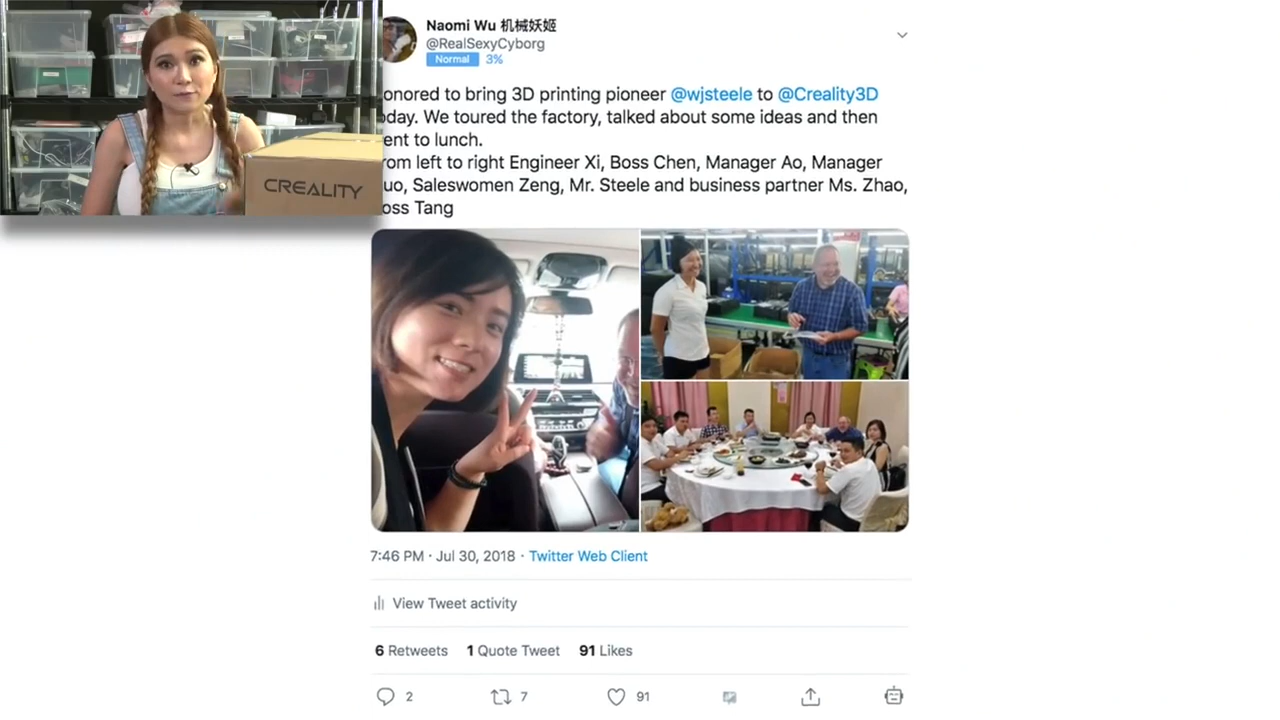 Naomi Wu 机械妖姬
@RealSexyCyborg
Normal 3%
onored to bring 3D printing pioneer @wjsteele to @Creality3D
day. We toured the factory, talked about some ideas and then
ent to lunch.
rom left to right Engineer Xi, Boss Chen, Manager Ao, Manager
uo, Saleswomen Zeng, Mr. Steele and business partner Ms. Zhao,
oss Tang
CREALITY
7:46 PM · Jul 30, 2018 · Twitter Web Client
View Tweet activity
6 Retweets 1 Quote Tweet 91 Likes
2 7 91